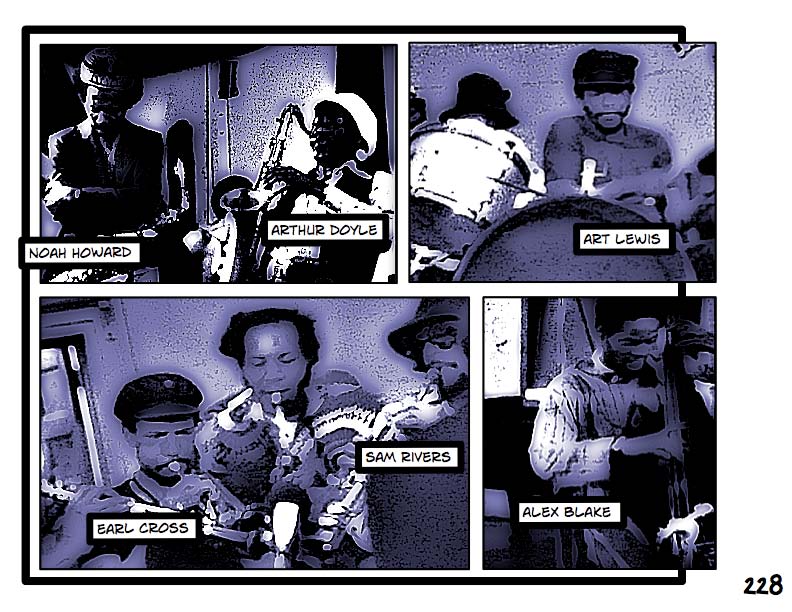 NOAH HOWARD
ARTHUR DOYLE
ART LEWIS
EARL CROSS
SAM RIVERS
ALEX BLAKE
228